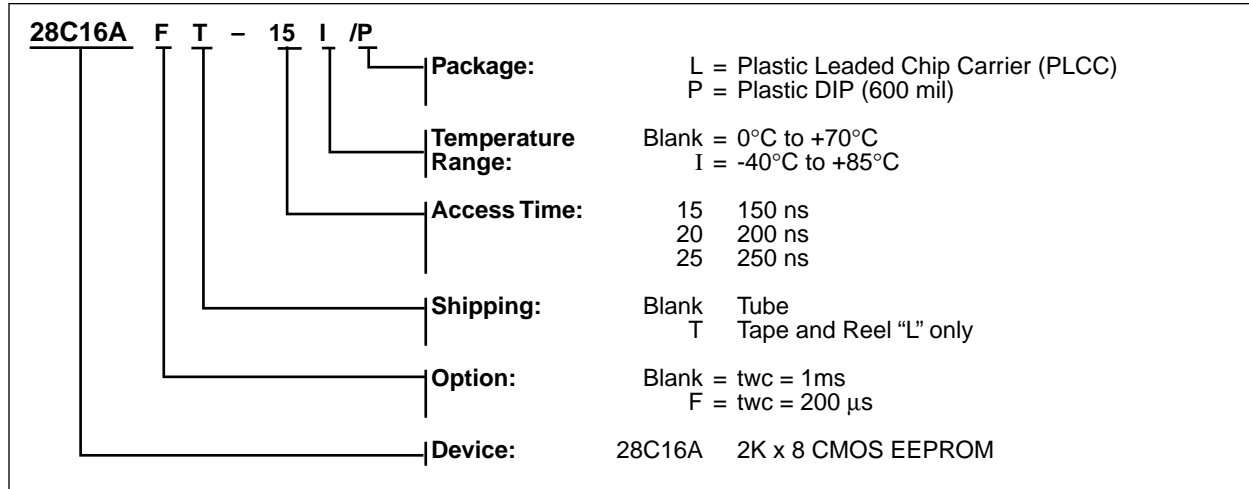 28C16A F T – 15 I /P
Package: L = Plastic Leaded Chip Carrier (PLCC)
P = Plastic DIP (600 mil)
Temperature Blank = 0°C to +70°C
Range: I = -40°C to +85°C
Access Time: 15 150 ns
20 200 ns
25 250 ns
Shipping: Blank Tube
T Tape and Reel “L” only
Option: Blank = twc = 1ms
F = twc = 200 µs
Device: 28C16A 2K x 8 CMOS EEPROM